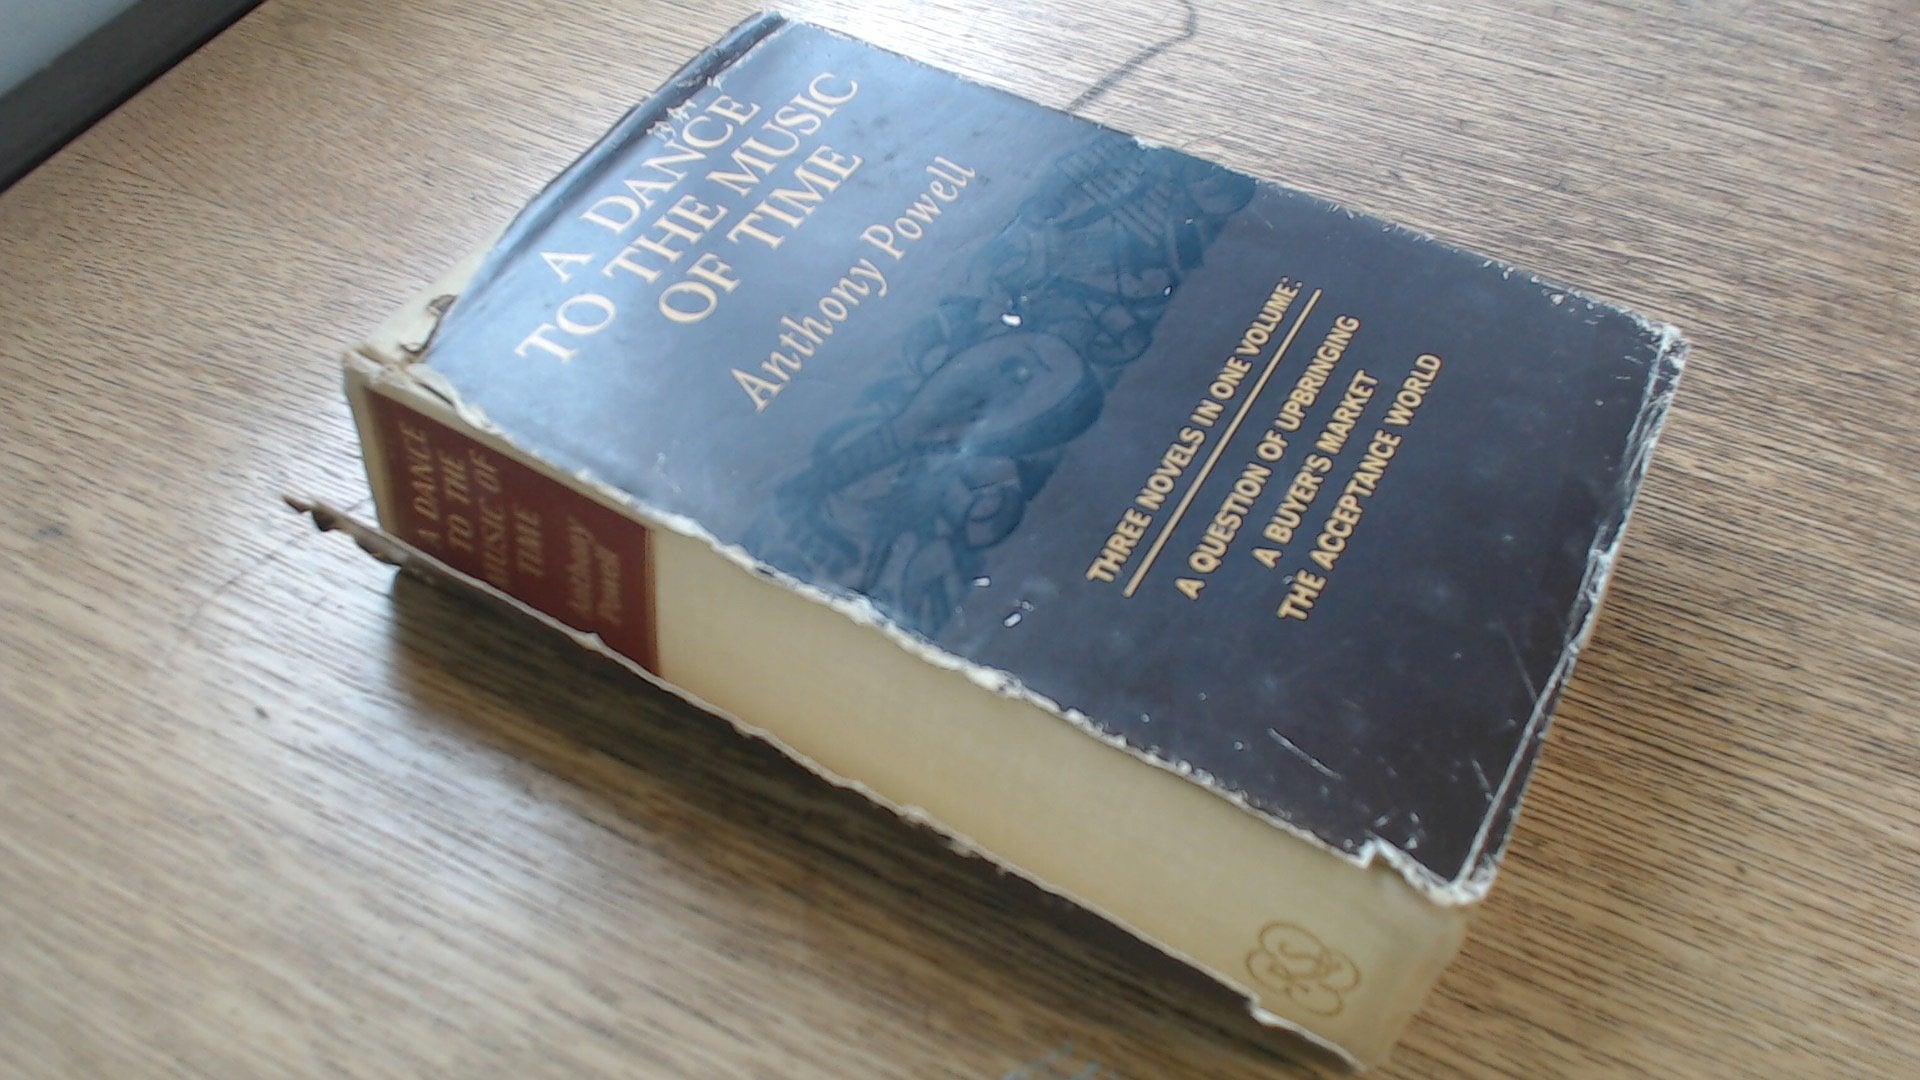 A DANCE
TO THE MUSIC
OF TIME
Anthony Powell
THREE NOVELS IN ONE VOLUME:
A QUESTION OF UPBRINGING
A BUYER'S MARKET
THE ACCEPTANCE WORLD
A DANCE
TO THE
MUSIC OF
TIME
Anthony
Powell